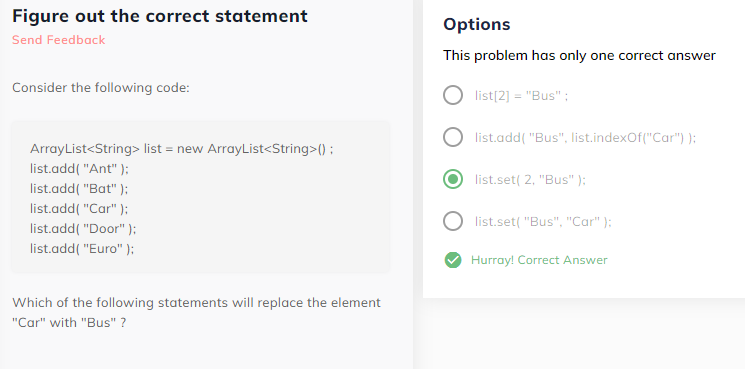 Figure out the correct statement
Send Feedback
Consider the following code:
ArrayList<String> list = new ArrayList<String>() ;
list.add( "Ant" );
list.add( "Bat" );
list.add( "Car" );
list.add( "Door" );
list.add( "Euro" );
Which of the following statements will replace the element
"Car" with "Bus" ?
Options
This problem has only one correct answer
list[2] = "Bus" ;
list.add( "Bus", list.indexOf("Car") );
list.set( 2, "Bus" );
list.set( "Bus", "Car" );
Hurray! Correct Answer